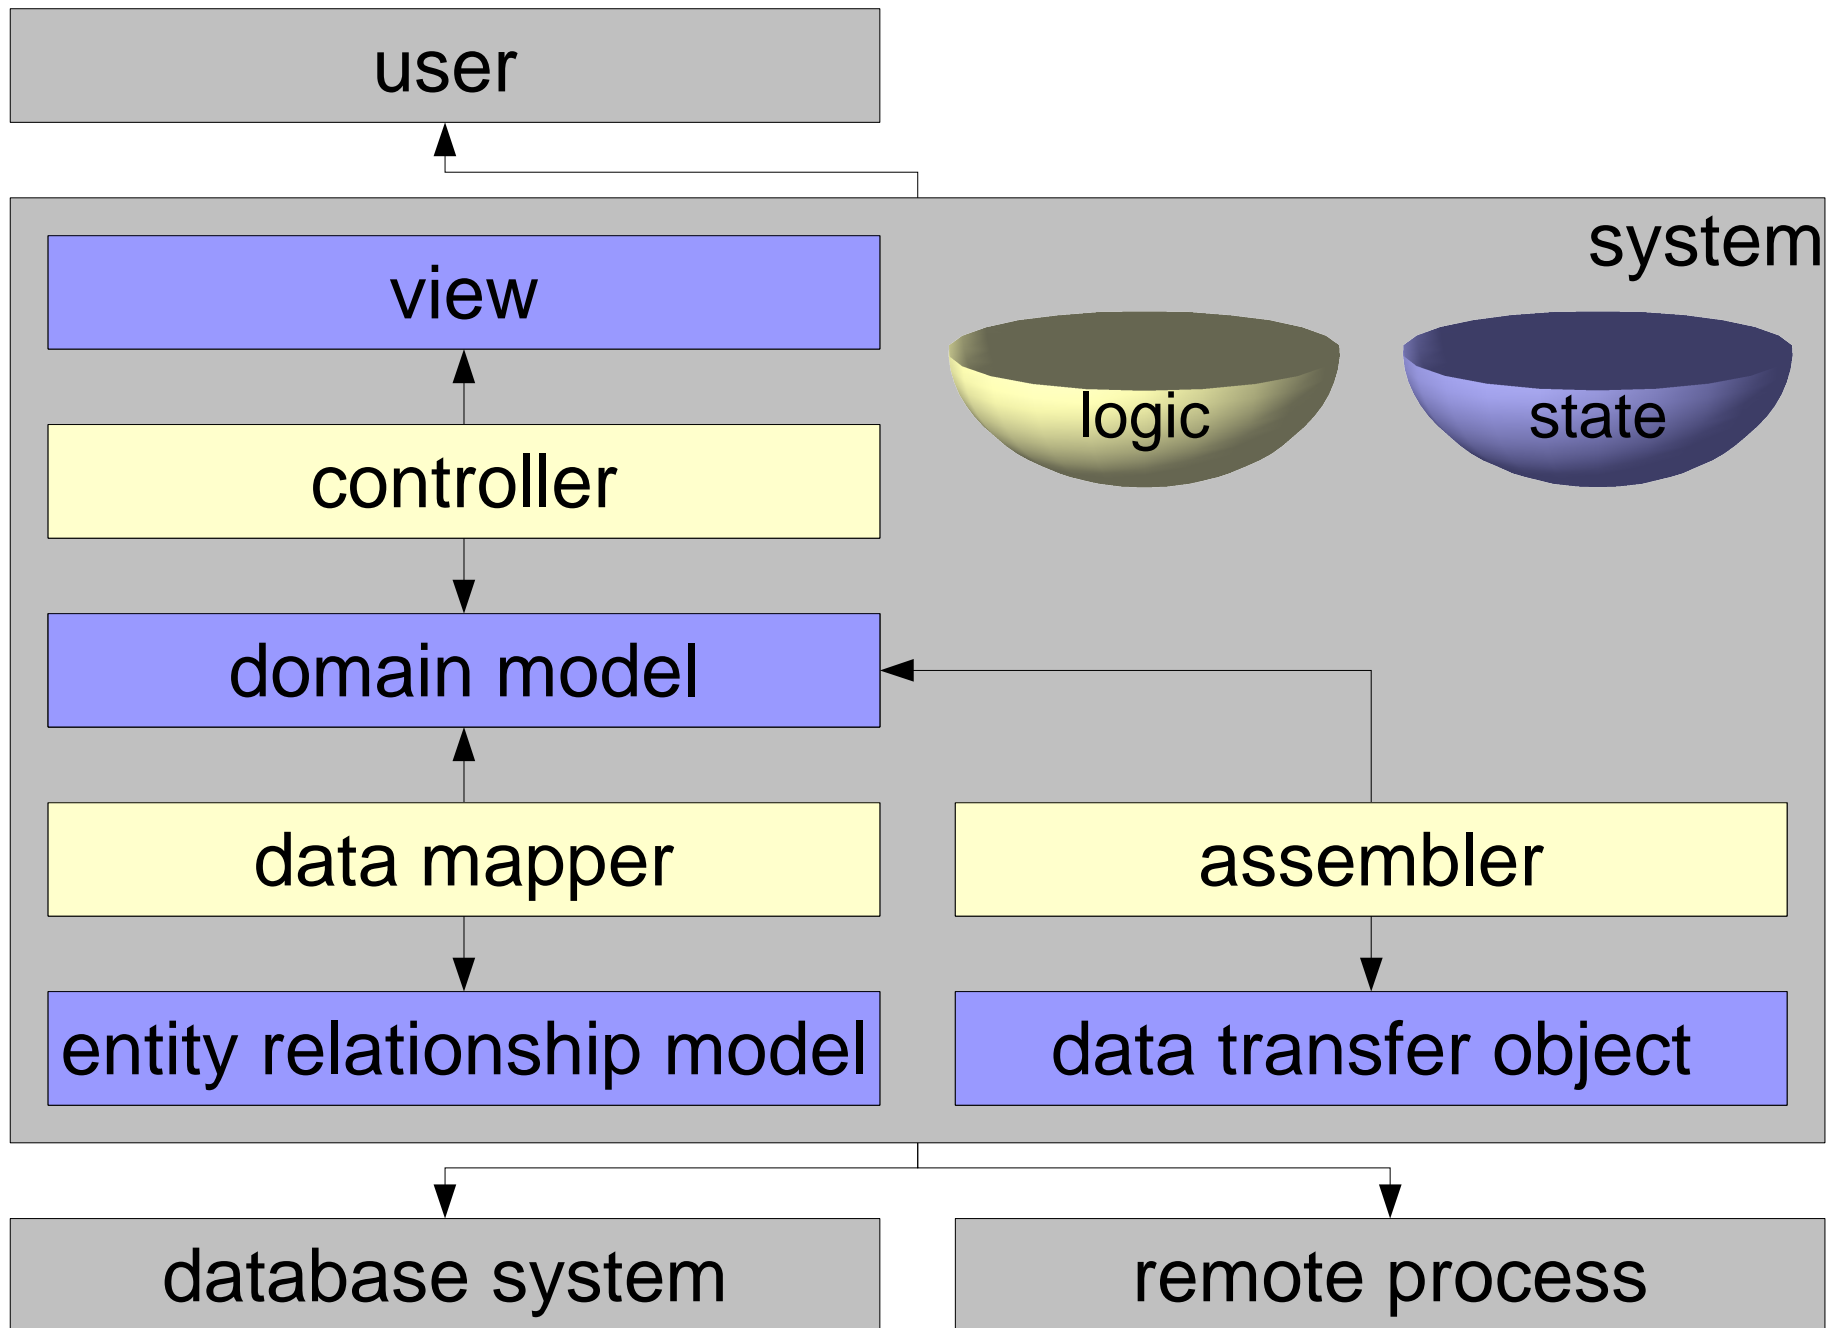 user
system
view
logic
state
controller
domain model
data mapper
assembler
entity relationship model
data transfer object
database system
remote process